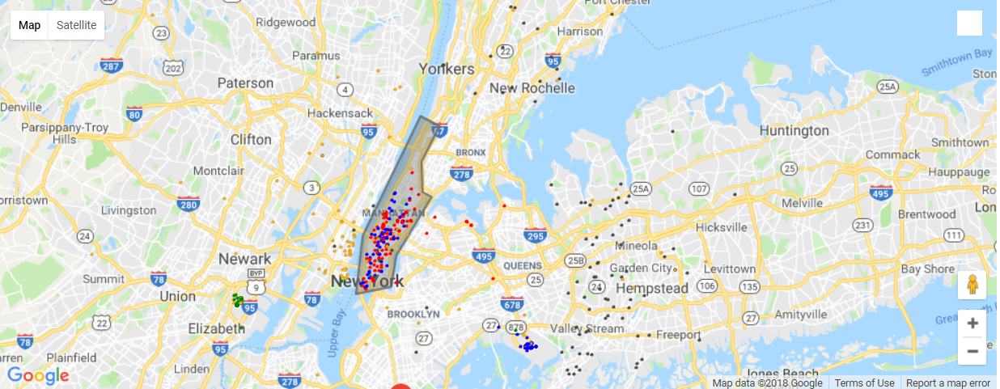 Port Chester
Map Satellite
Ridgewood
Harrison
23
22
Paramus
95
287
202
Yonkers
Smithtown Bay
Paterson
4
New Rochelle
25A
Denville
80
Hackensack
Parsippany-Troy
Hills
95
87
Huntington
Clifton
BRONX
Smithtown
Commack
Montclair
278
25
Hauppauge
3
25A
107
495
280
Livingston
MANHATTAN
Melville
Brentwood
Hicksville
231
24
295
111
Mineola
Newark
495
25B
Garden City
Levittown
Bay Shore
BYP
QUEENS
Summit
78
9
New York
25
24
Hempstead
106
135
Union
95
78
678
22
Elizabeth
BROOKLYN
27
Amityville
27
878
Valley Stream
Freeport
78
Upper Bay
27
95
Plainfield
Linden
278
Google
Jones Beach
Map data ©2018 Google Terms of Use Report a map error